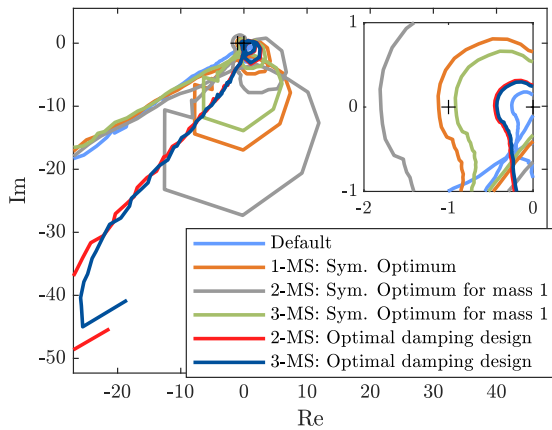 0
-10
-20
-30
-40
-50
Im
-20
-10
0
10
20
30
40
Re
1
0
-1
-2
-1
0
Default
1-MS: Sym. Optimum
2-MS: Sym. Optimum for mass 1
3-MS: Sym. Optimum for mass 1
2-MS: Optimal damping design
3-MS: Optimal damping design